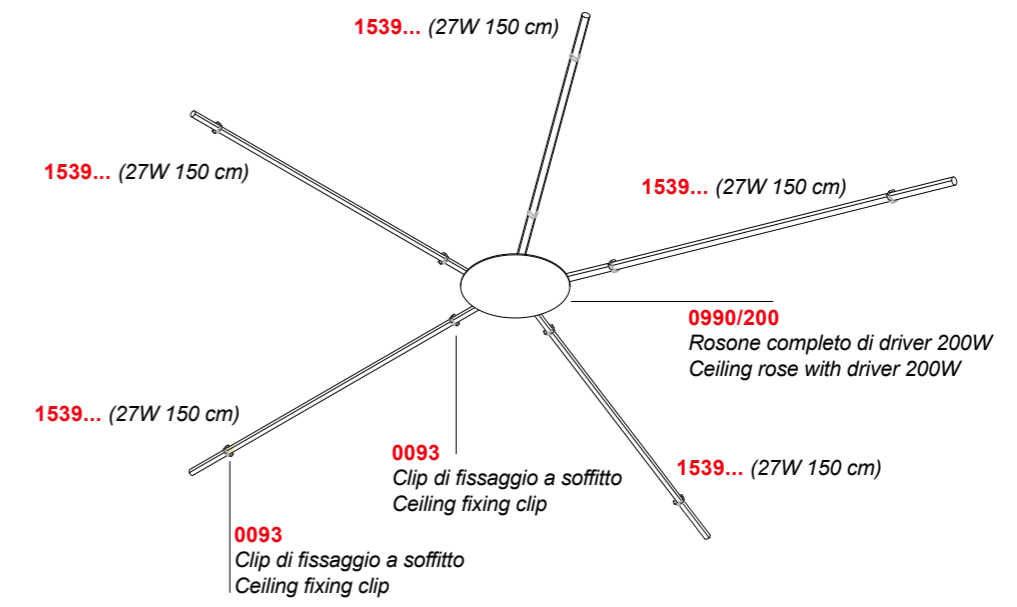 1539... (27W 150 cm)
1539... (27W 150 cm)
1539... (27W 150 cm)
0990/200
Rosone completo di driver 200W
Ceiling rose with driver 200W
1539... (27W 150 cm)
0093
Clip di fissaggio a soffitto
Ceiling fixing clip
1539... (27W 150 cm)
0093
Clip di fissaggio a soffitto
Ceiling fixing clip